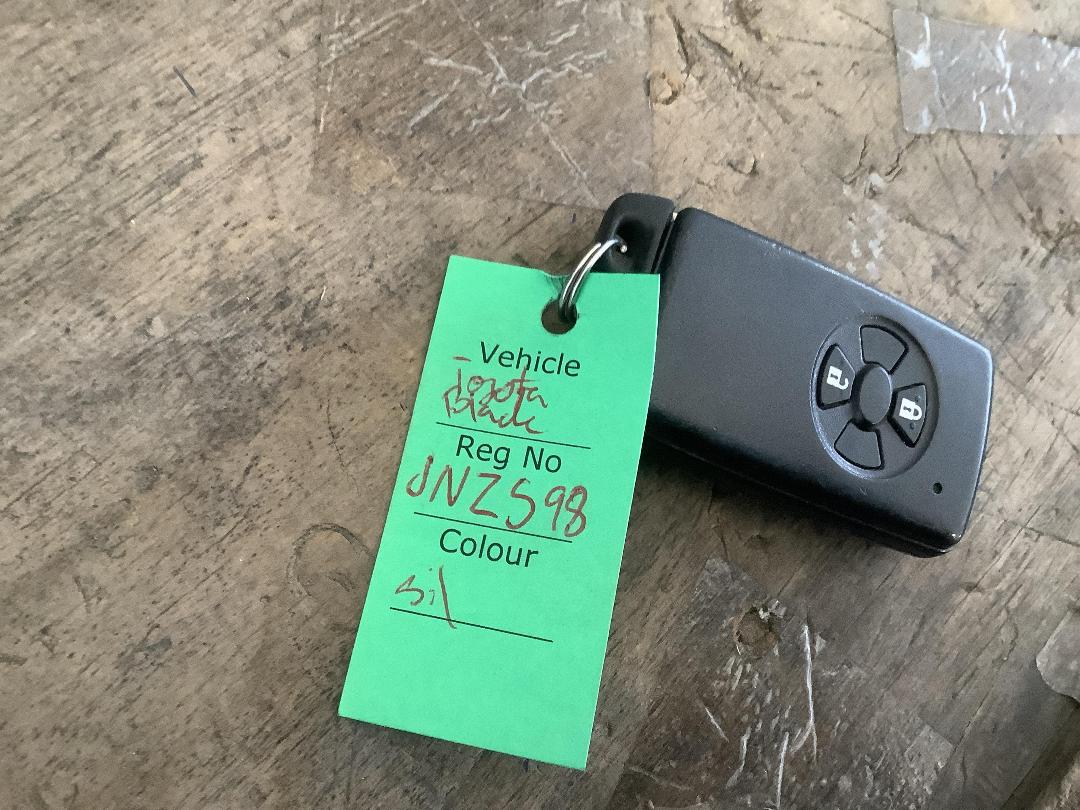 Vehicle
Toyota
Blade
Reg No
JNZ598
Colour
Sil